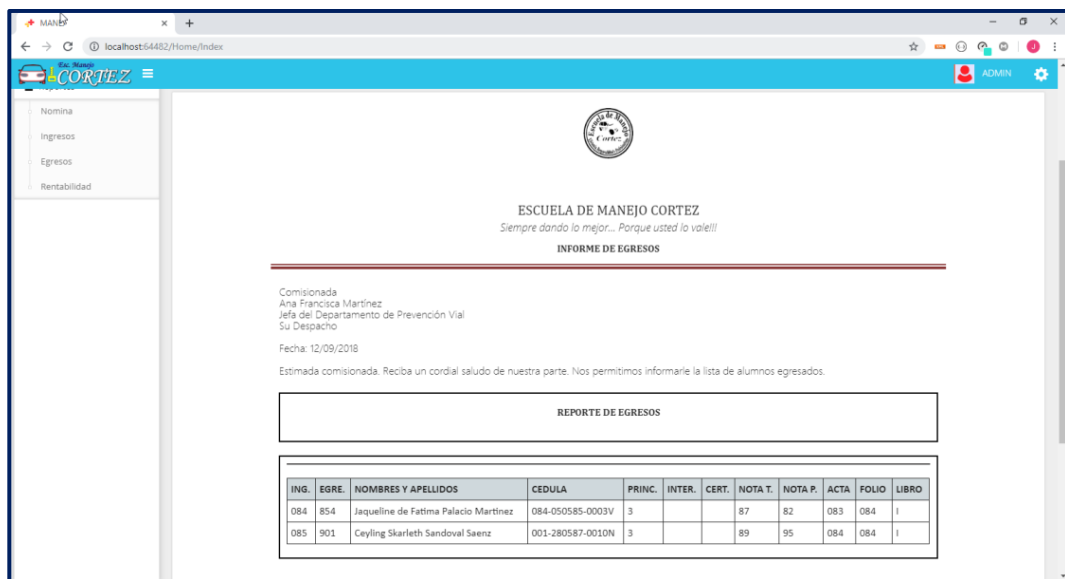 MANEJ
localhost:64482/Home/Index
Esc. Manejo
CORTEZ
ADMIN
Reportes
Nomina
Ingresos
Egresos
Rentabilidad
Escuela de Manejo
Cortez
ESCUELA DE MANEJO CORTEZ
Siempre dando lo mejor... Porque usted lo vale!!!
INFORME DE EGRESOS
Comisionada
Ana Francisca Martínez
Jefa del Departamento de Prevención Vial
Su Despacho
Fecha: 12/09/2018
Estimada comisionada. Reciba un cordial saludo de nuestra parte. Nos permitimos informarle la lista de alumnos egresados.
REPORTE DE EGRESOS
ING. EGRE. NOMBRES Y APELLIDOS CEDULA PRINC. INTER. CERT. NOTA T. NOTA P. ACTA FOLIO LIBRO
084 854 Jaqueline de Fatima Palacio Martinez 084-050585-0003V 3 87 82 083 084 I
085 901 Ceyling Skarleth Sandoval Saenz 001-280587-0010N 3 89 95 084 084 I